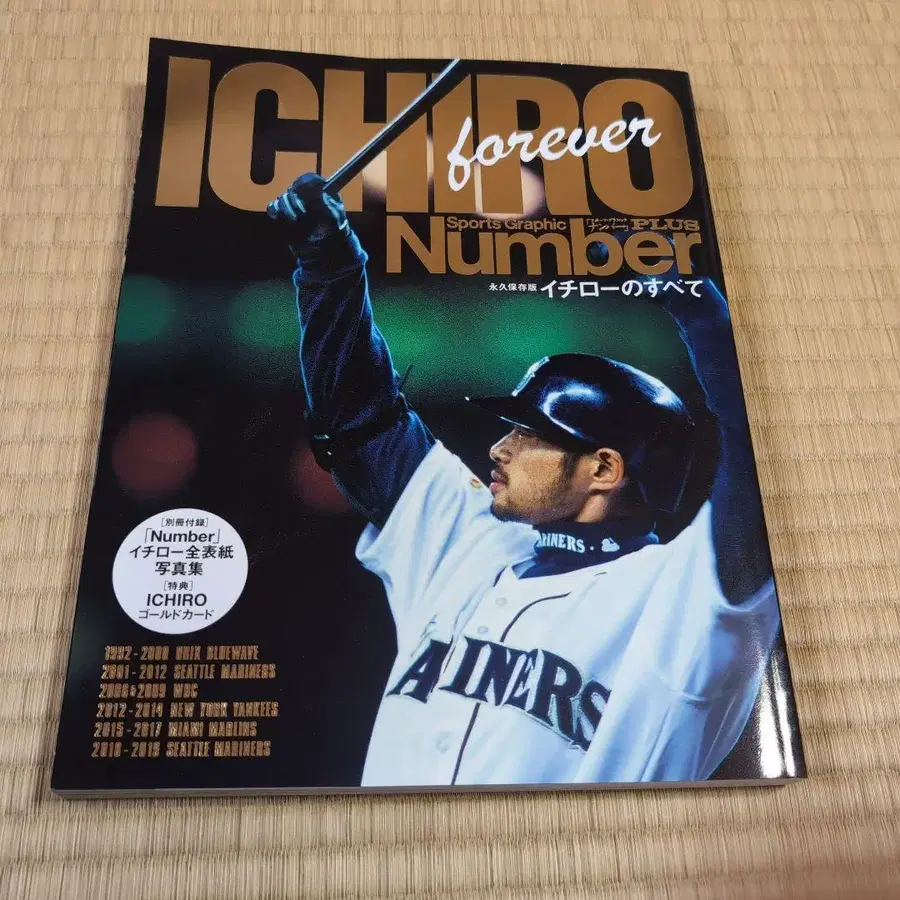 ICHIRO
forever
Sports Graphic
Number
「スポーツ・グラフィック
ナンバー」
PLUS
永久保存版 イチローのすべて
ARINERS
AINERS
[別冊付録]
「Number」
イチロー全表紙
写真集
[特典]
ICHIRO
ゴールドカード
1992-2000 ORIX BLUEWAVE
2001-2012 SEATTLE MARINERS
2006&2009 WBC
2012-2014 NEW YORK YANKEES
2015-2017 MIAMI MARLINS
2018-2019 SEATTLE MARINERS